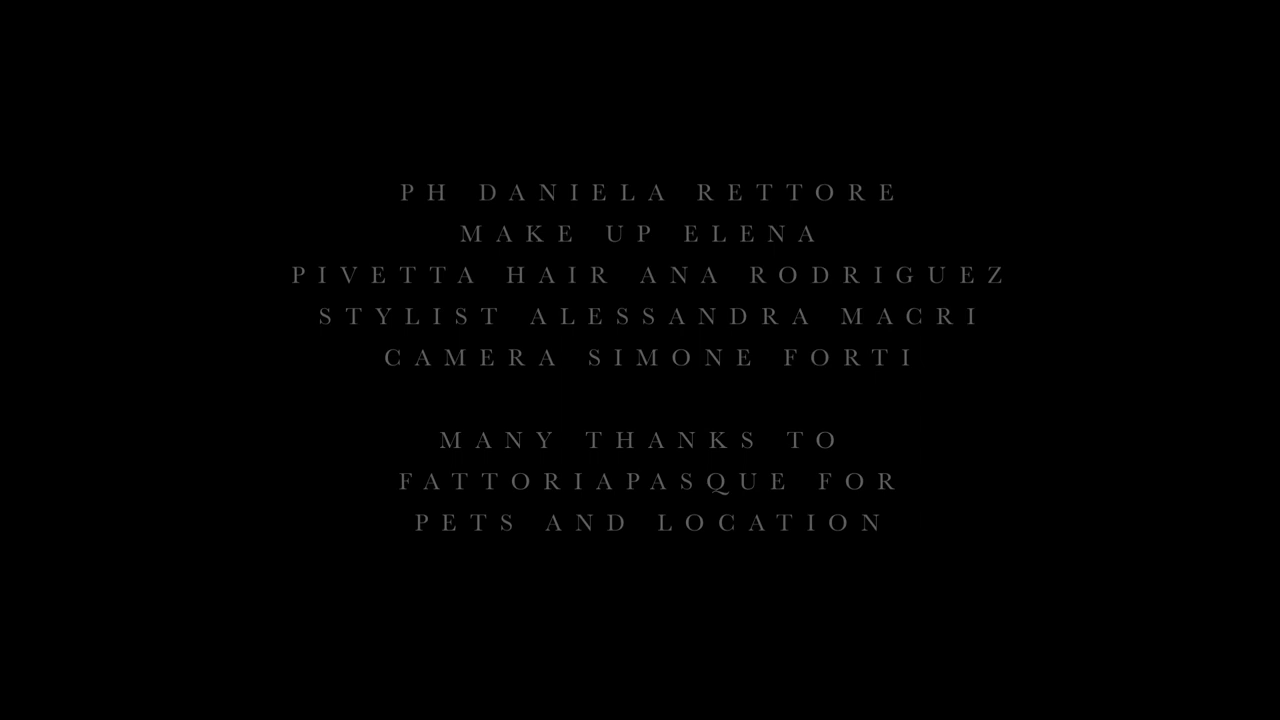 PH DANIELA RETTORE
MAKE UP ELENA
PIVETTA HAIR ANA RODRIGUEZ
STYLIST ALESSANDRA MACRI
CAMERA SIMONE FORTI
MANY THANKS TO
FATTORIAPASQUE FOR
PETS AND LOCATION